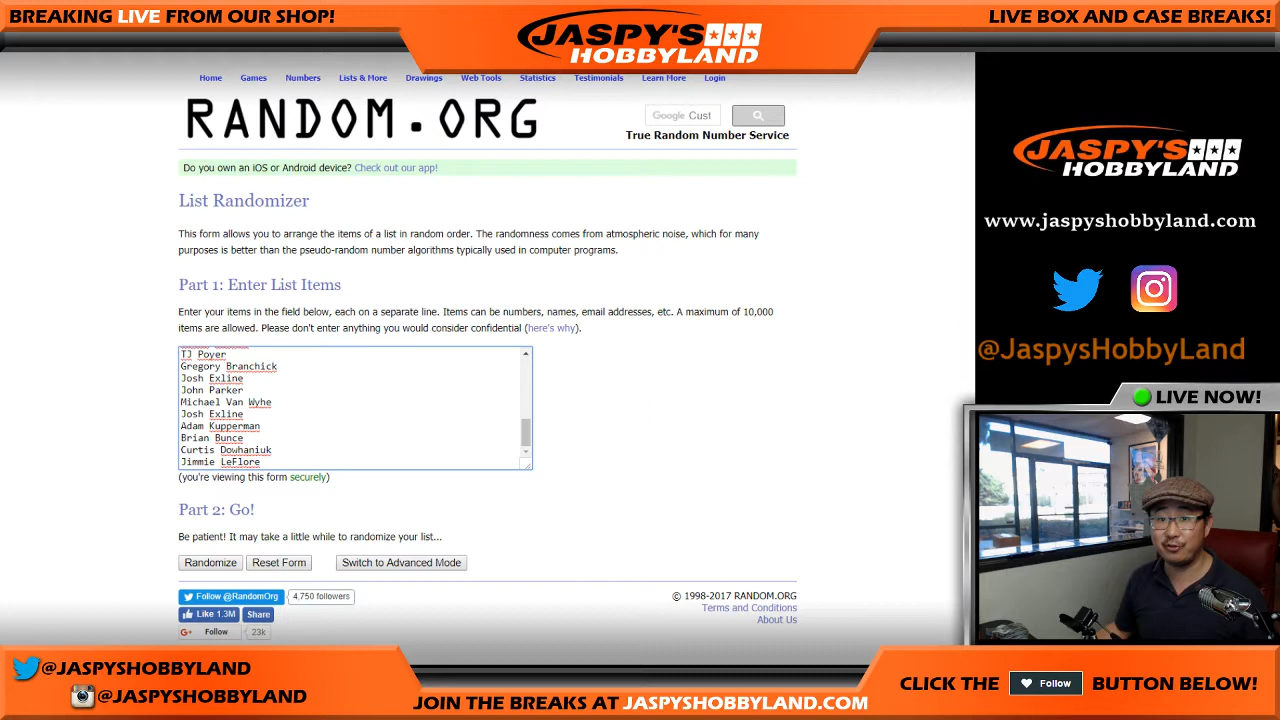 BREAKING LIVE FROM OUR SHOP!
JASPY'S
HOBBYLAND
LIVE BOX AND CASE BREAKS!
Home Games Numbers Lists & More Drawings Web Tools Statistics Testimonials Learn More Login
RANDOM.ORG
Google Cust
True Random Number Service
Do you own an iOS or Android device? Check out our app!
List Randomizer
This form allows you to arrange the items of a list in random order. The randomness comes from atmospheric noise, which for many
purposes is better than the pseudo-random number algorithms typically used in computer programs.
Part 1: Enter List Items
Enter your items in the field below, each on a separate line. Items can be numbers, names, email addresses, etc. A maximum of 10,000
items are allowed. Please don't enter anything you would consider confidential (here's why).
TJ Poyer
Gregory Branchick
Josh Exline
John Parker
Michael Van Wyhe
Josh Exline
Adam Kupperman
Brian Bunce
Curtis Dowhaniuk
Jimmie LeFlore
(you're viewing this form securely)
Part 2: Go!
Be patient! It may take a little while to randomize your list...
Randomize Reset Form Switch to Advanced Mode
Follow @RandomOrg 4,750 followers
Like 1.3M Share
G+ Follow 23k
© 1998-2017 RANDOM.ORG
Terms and Conditions
About Us
JASPY'S
HOBBYLAND
www.jaspyshobbyland.com
@JaspysHobbyLand
LIVE NOW!
@JASPYSHOBBYLAND
@JASPYSHOBBYLAND
JOIN THE BREAKS AT JASPYSHOBBYLAND.COM
CLICK THE Follow BUTTON BELOW!